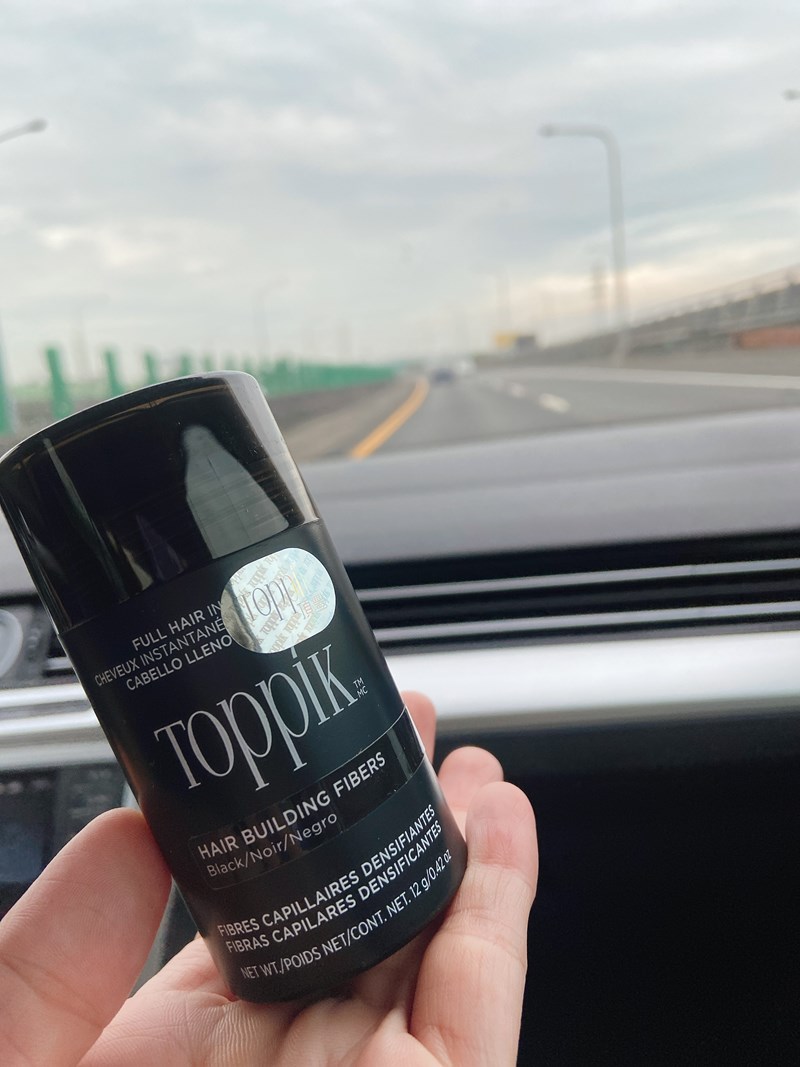 FULL HAIR IN
CHEVEUX INSTANTANÉ
CABELLO LLENO
Topp
Toppik TM MC
HAIR BUILDING FIBERS
Black/Noir/Negro
FIBRES CAPILLAIRES DENSIFIANTES
FIBRAS CAPILARES DENSIFICANTES
NET WT./POIDS NET/CONT. NET. 12 g/0.42 oz